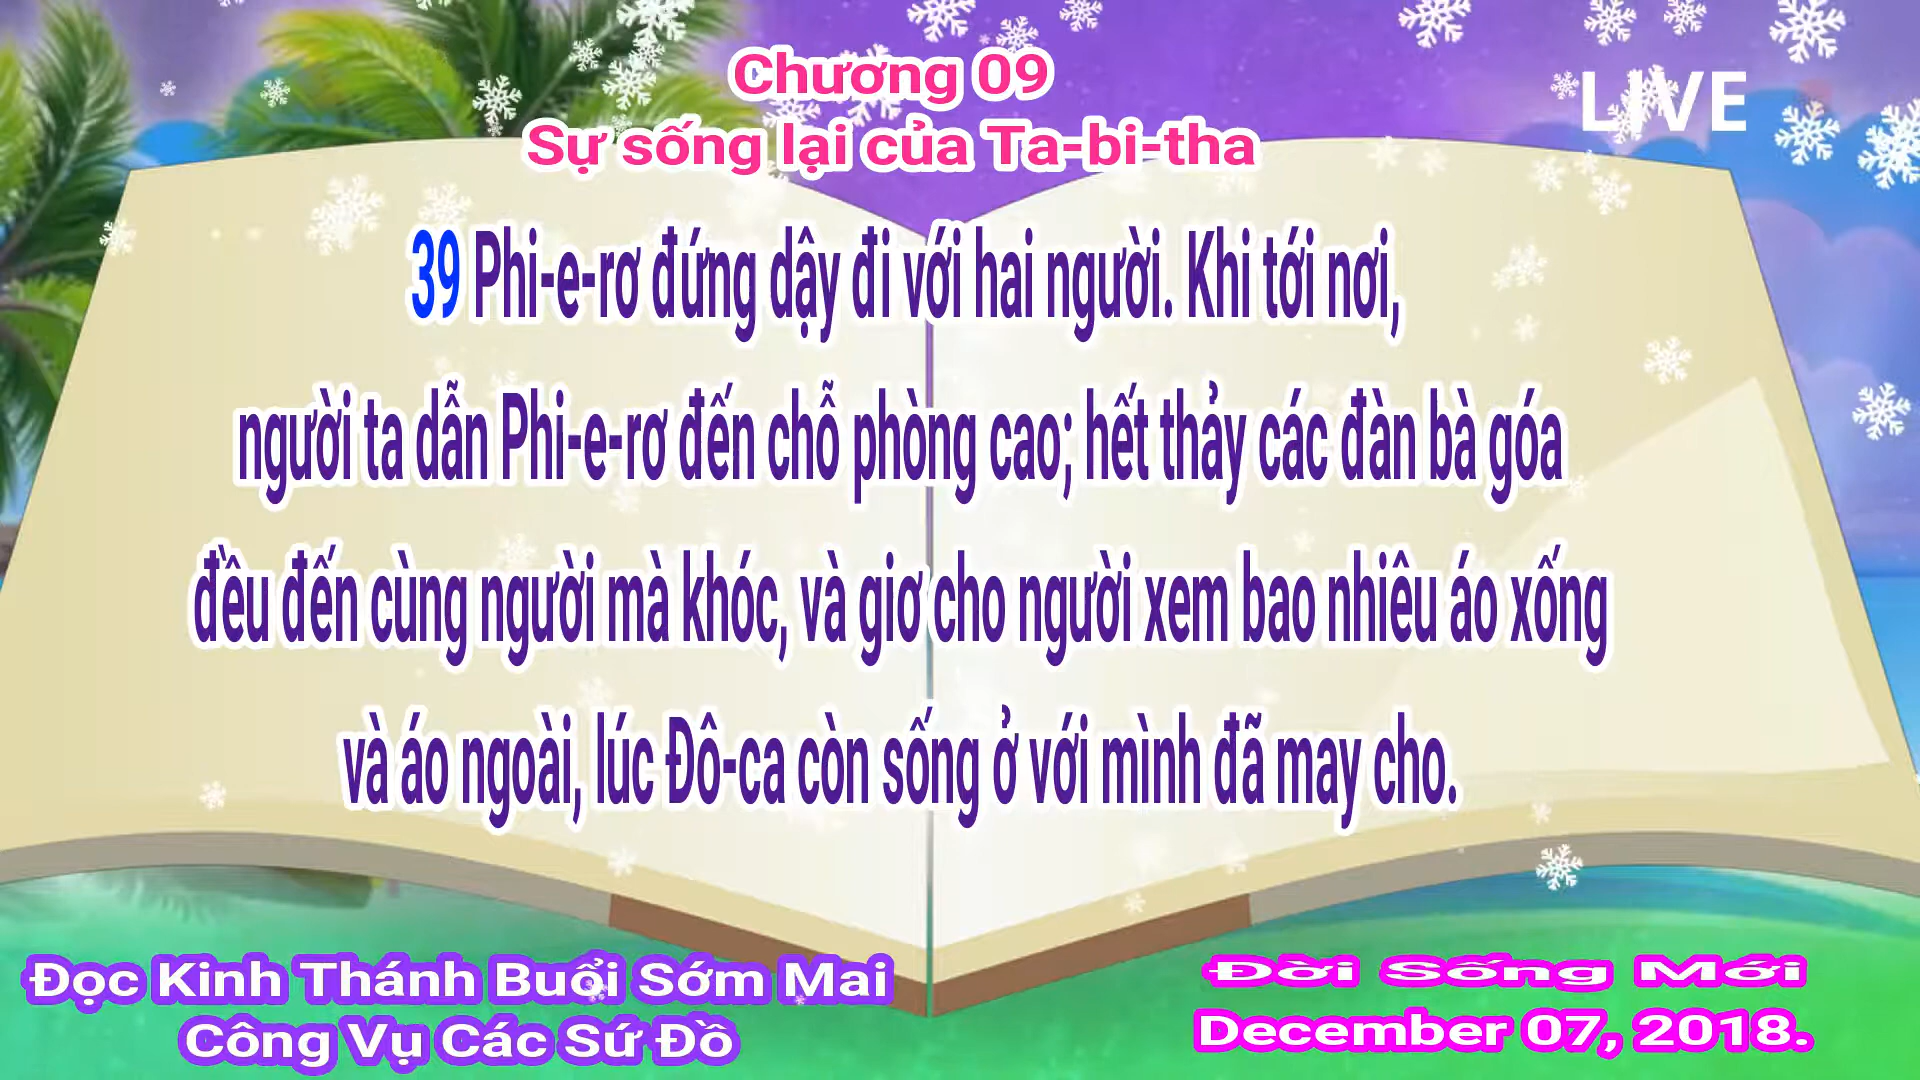 Chương 09
Sự sống lại của Ta-bi-tha
LIVE
39 Phi-e-rơ đứng dậy đi với hai người. Khi tới nơi,
người ta dẫn Phi-e-rơ đến chỗ phòng cao; hết thảy các đàn bà góa
đều đến cùng người mà khóc, và giơ cho người xem bao nhiêu áo xống
và áo ngoài, lúc Đô-ca còn sống ở với mình đã may cho.
Đọc Kinh Thánh Buổi Sớm Mai
Công Vụ Các Sứ Đồ
Đời Sống Mới
December 07, 2018.